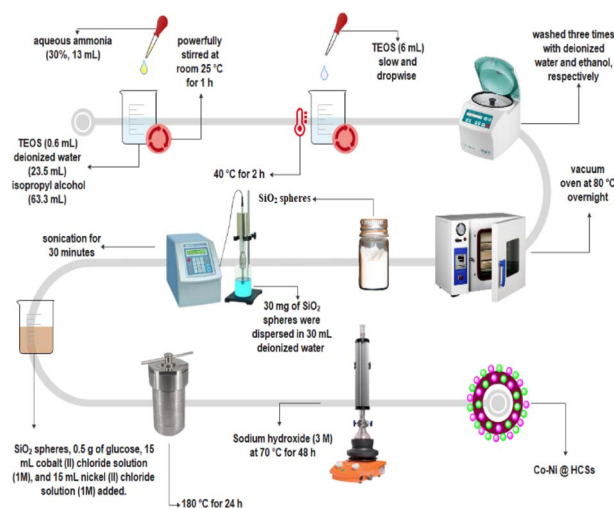 aqueous ammonia
(30%, 13 mL)
powerfully
stirred at
room 25 °C
for 1 h
TEOS (6 mL)
slow and
dropwise
washed three times
with deionized
water and ethanol,
respectively
TEOS (0.6 mL)
deionized water
(23.5 mL)
isopropyl alcohol
(63.3 mL)
40 °C for 2 h
vacuum
oven at 80 °C
overnight
SiO2 spheres
sonication for
30 minutes
30 mg of SiO2
spheres were
dispersed in 30 mL
deionized water
SiO2 spheres, 0.5 g of glucose, 15
mL cobalt (II) chloride solution
(1M), and 15 mL nickel (II) chloride
solution (1M) added.
180 °C for 24 h
Sodium hydroxide (3 M)
at 70 °C for 48 h
Co-Ni @ HCSs